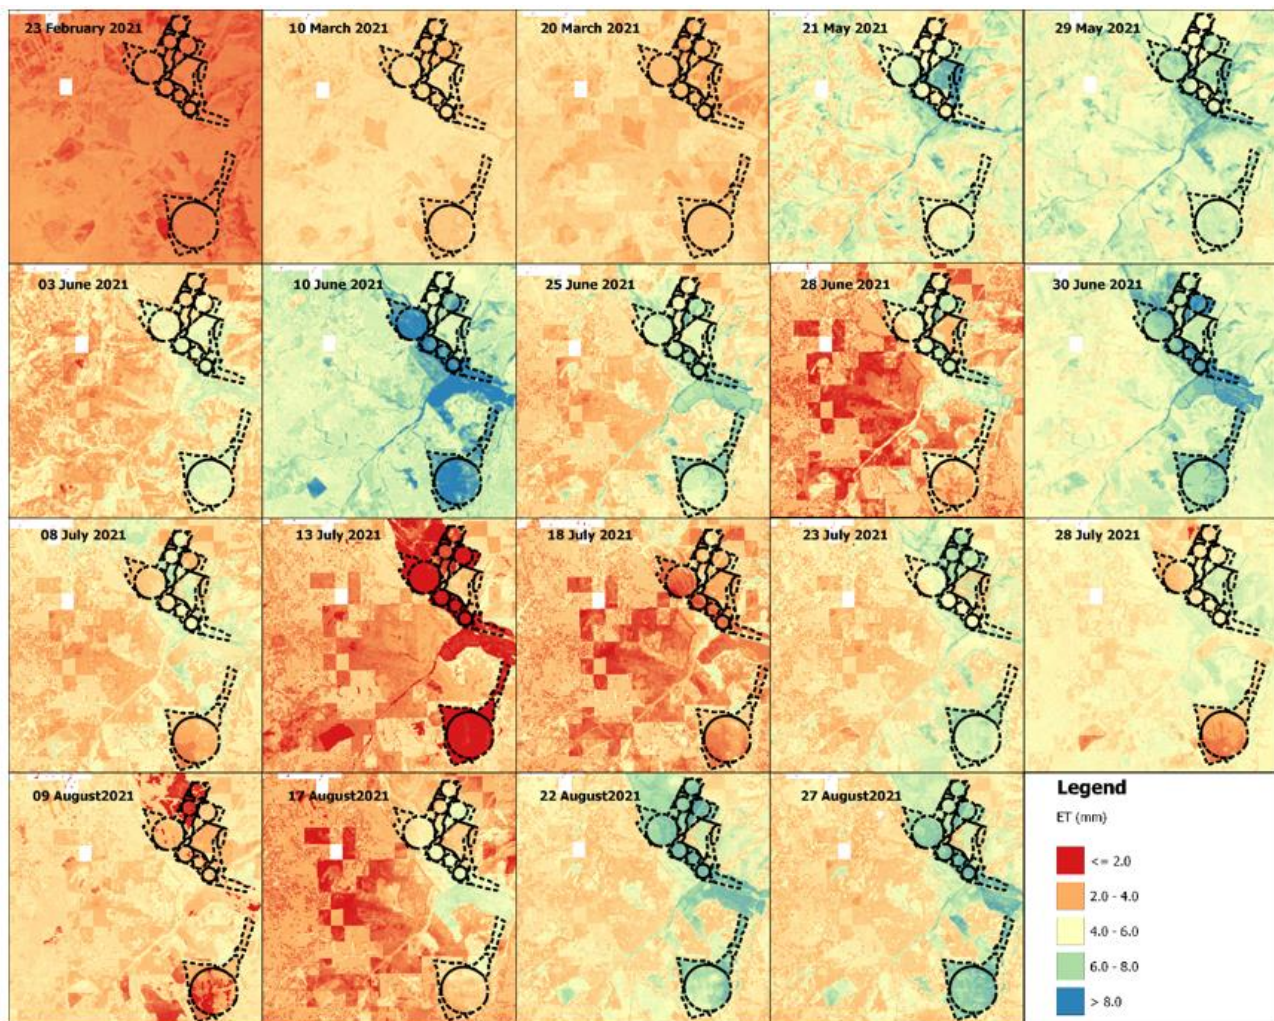 23 February 2021
10 March 2021
20 March 2021
21 May 2021
29 May 2021
03 June 2021
10 June 2021
25 June 2021
28 June 2021
30 June 2021
08 July 2021
13 July 2021
18 July 2021
23 July 2021
28 July 2021
09 August2021
17 August2021
22 August2021
27 August2021
Legend
ET (mm)
<= 2.0
2.0 - 4.0
4.0 - 6.0
6.0 - 8.0
> 8.0